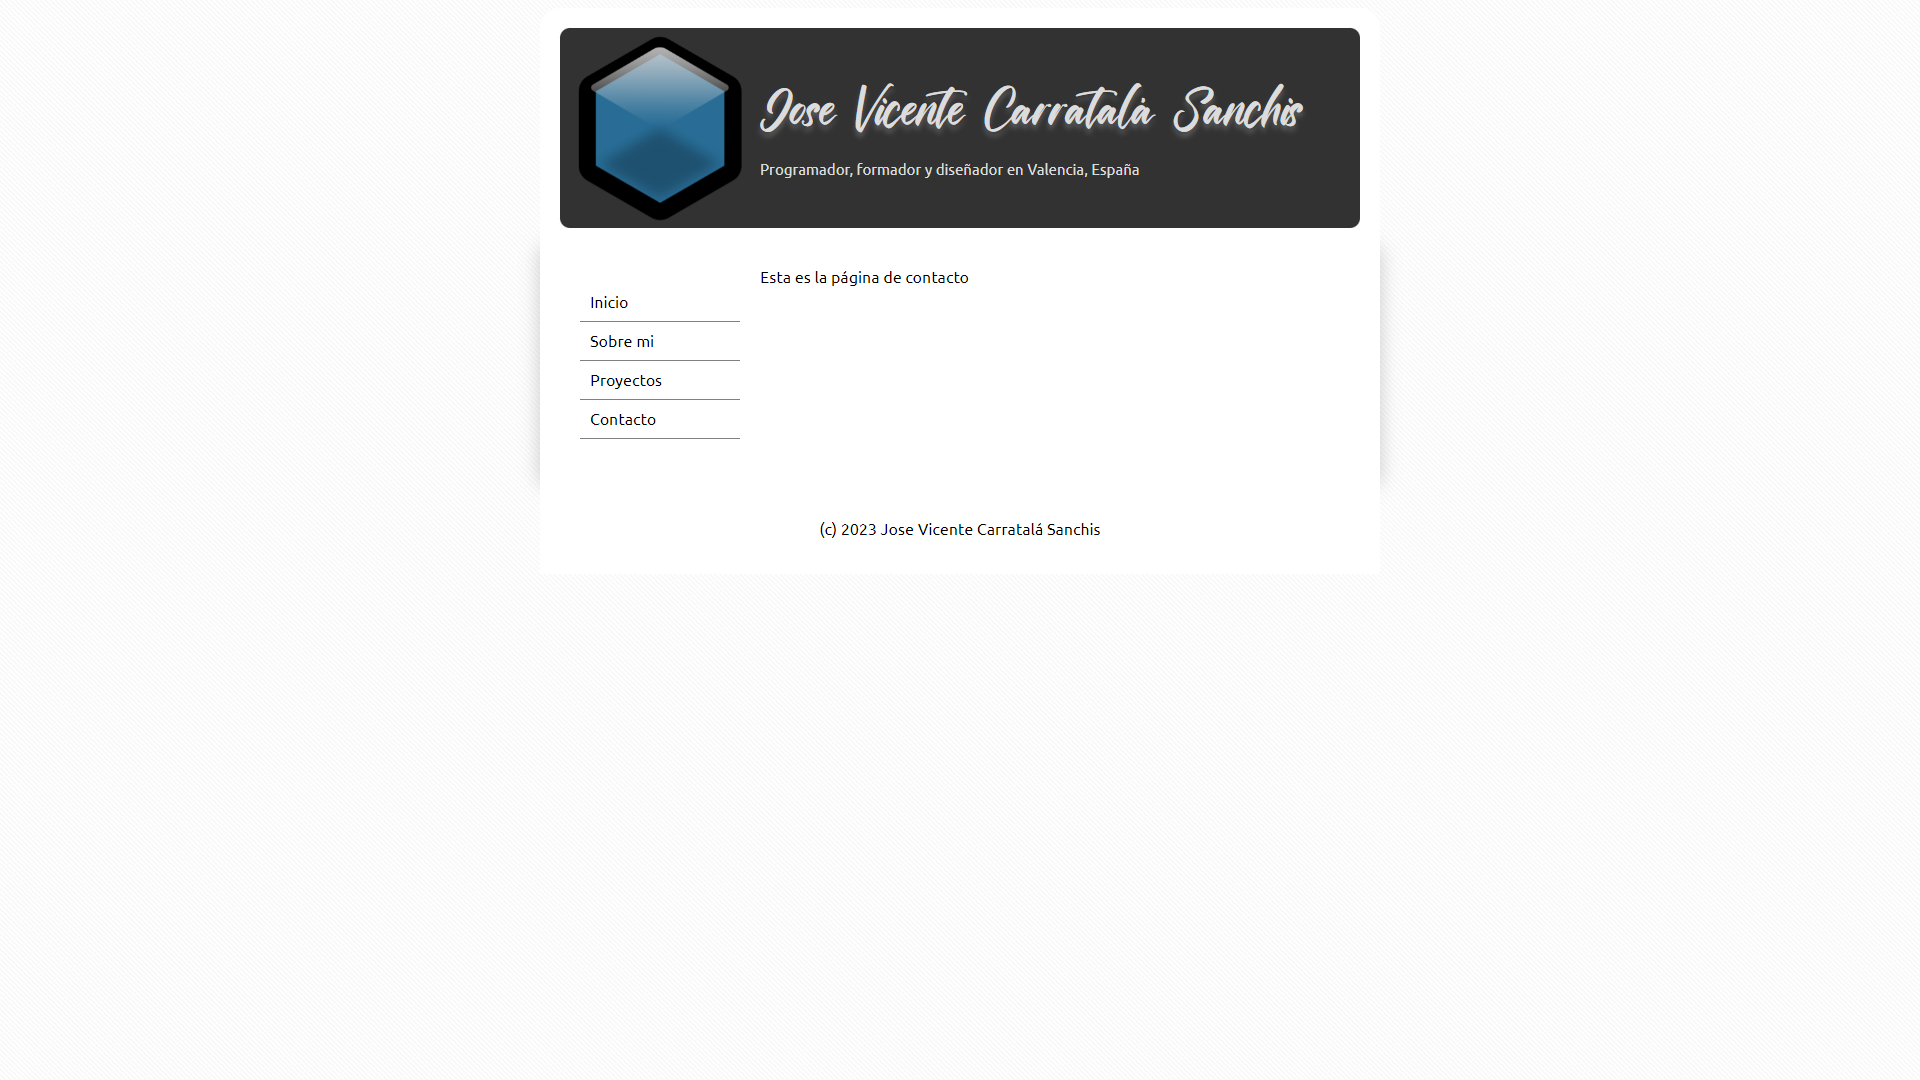 Jose Vicente Carratalá Sanchis
Programador, formador y diseñador en Valencia, España
Esta es la página de contacto
Inicio
Sobre mi
Proyectos
Contacto
(c) 2023 Jose Vicente Carratalá Sanchis